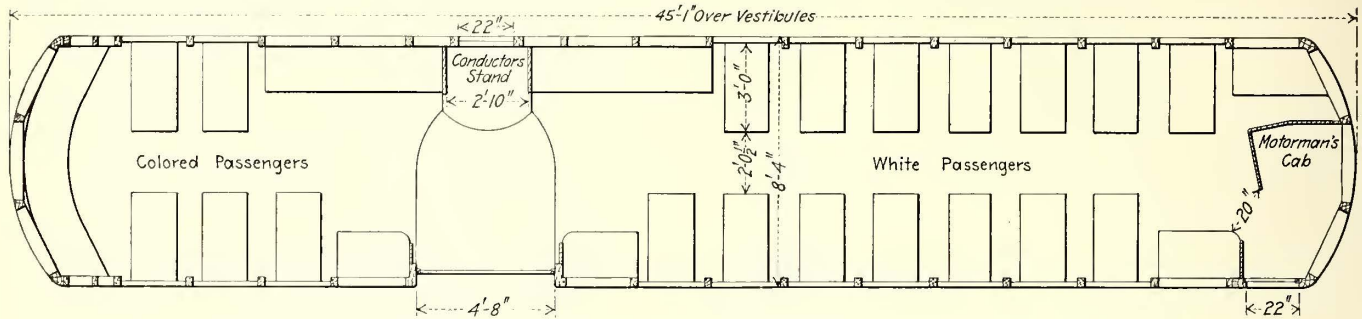 45'-1" Over Vestibules
22"
Conductors
Stand
2'-10"
3'-0"
2'-0½"
8'-4"
Colored Passengers
White Passengers
Motorman's
Cab
20"
4'-8"
22"